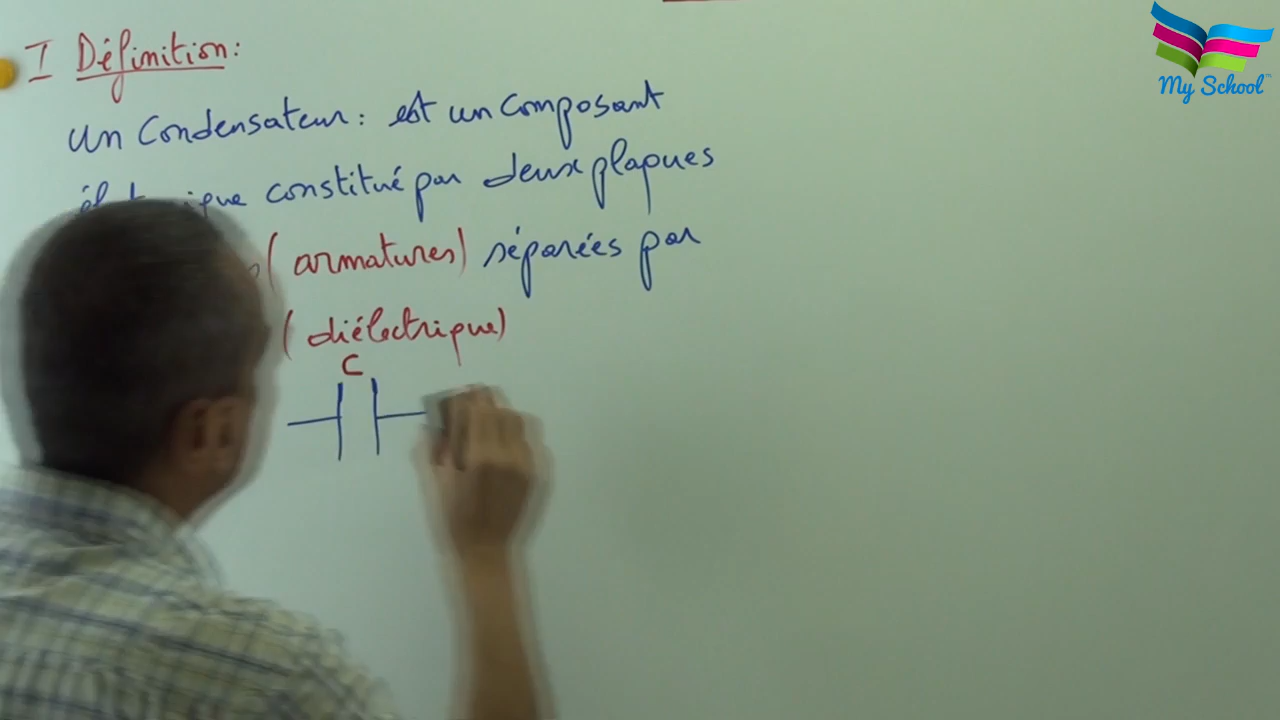 I Définition:
Un Condensateur: est un composant
constitué par deux plaques
(armatures) séparées par
(diélectrique)
C
My School